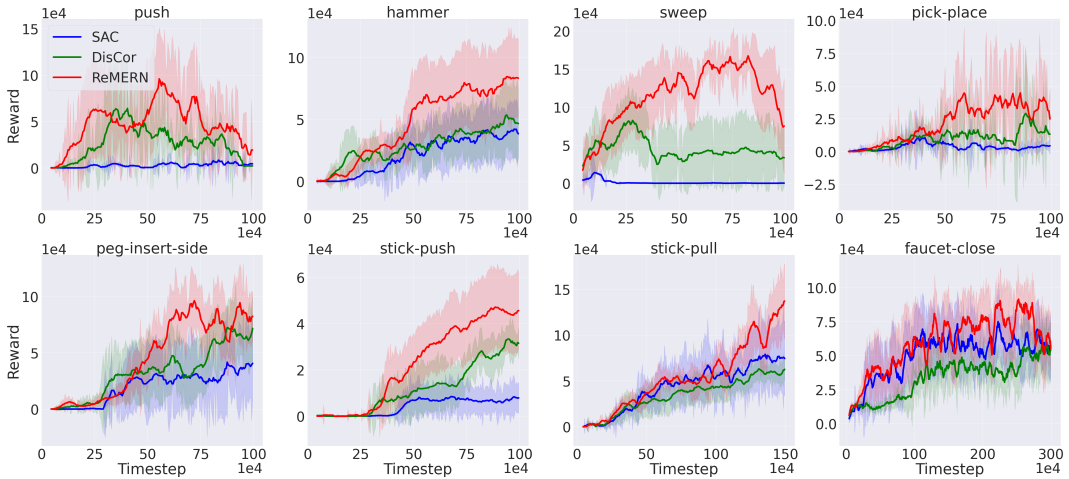 push
hammer
sweep
pick-place
1e4
1e4
1e4
1e4
SAC
DisCor
ReMERN
Reward
15
10
5
0
10
5
0
20
15
10
5
0
10.0
7.5
5.0
2.5
0.0
−2.5
0 25 50 75 100
1e4
0 25 50 75 100
1e4
0 25 50 75 100
1e4
0 25 50 75 100
1e4
peg-insert-side
stick-push
stick-pull
faucet-close
1e4
1e4
1e4
1e4
Reward
10
5
0
6
4
2
0
15
10
5
0
10.0
7.5
5.0
2.5
0.0
0 25 50 75 100
Timestep 1e4
0 25 50 75 100
Timestep 1e4
0 50 100 150
Timestep 1e4
0 100 200 300
Timestep 1e4